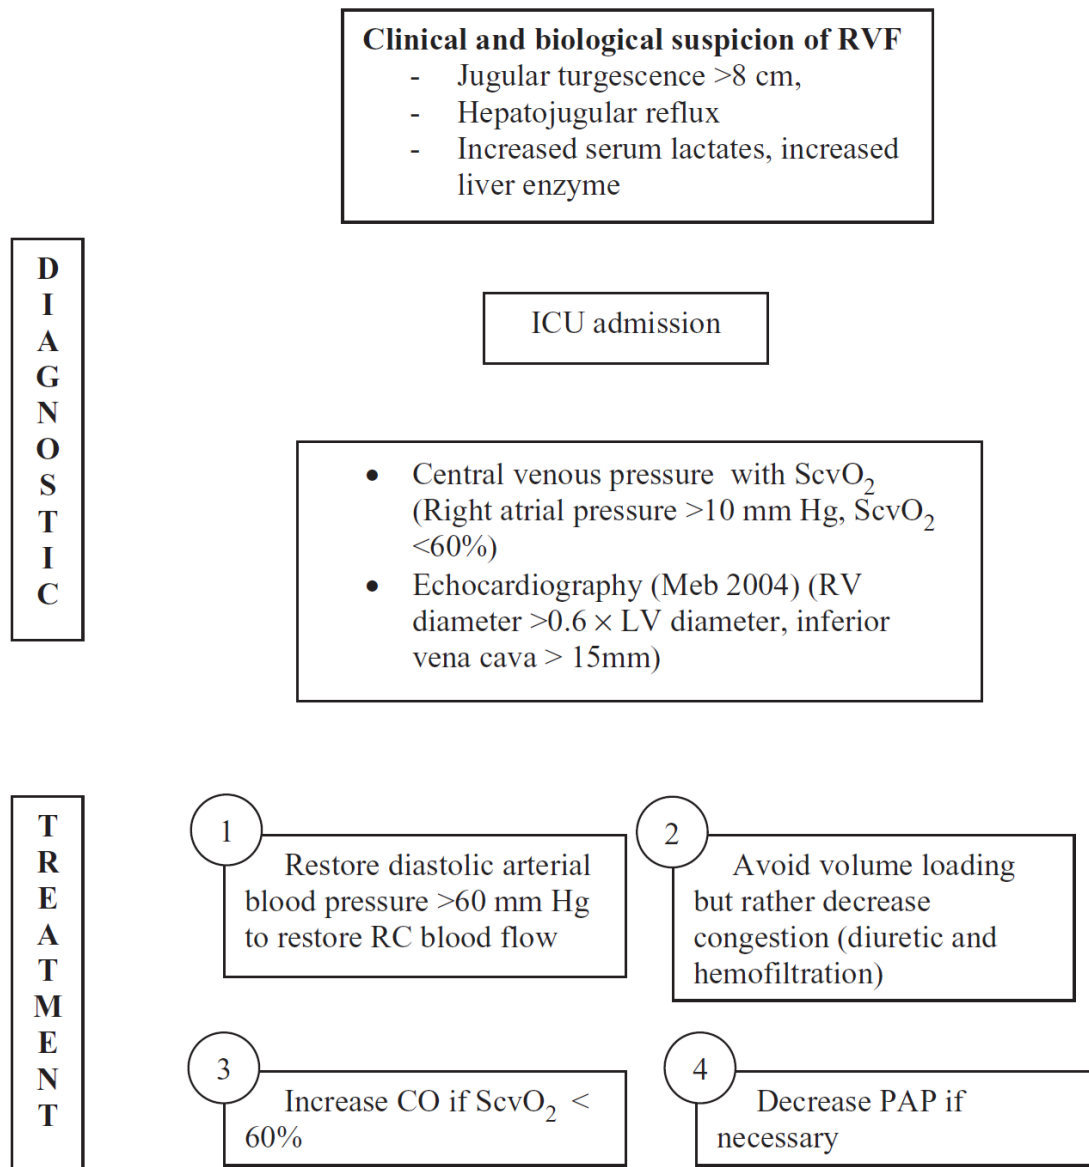 Clinical and biological suspicion of RVF
- Jugular turgescence >8 cm,
- Hepatojugular reflux
- Increased serum lactates, increased
liver enzyme
D
I
A
G
N
O
S
T
I
C
ICU admission
• Central venous pressure with ScvO₂
(Right atrial pressure >10 mm Hg, ScvO₂
<60%)
• Echocardiography (Meb 2004) (RV
diameter >0.6 × LV diameter, inferior
vena cava > 15mm)
T
R
E
A
T
M
E
N
T
1
Restore diastolic arterial
blood pressure >60 mm Hg
to restore RC blood flow
2
Avoid volume loading
but rather decrease
congestion (diuretic and
hemofiltration)
3
Increase CO if ScvO₂ <
60%
4
Decrease PAP if
necessary